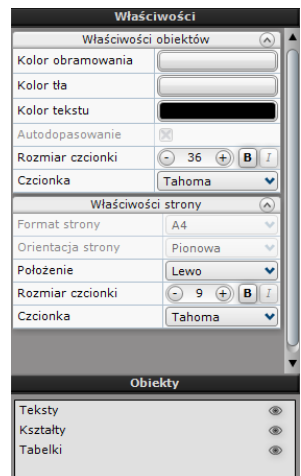 Właściwości
Właściwości obiektów
Kolor obramowania
Kolor tła
Kolor tekstu
Autodopasowanie
Rozmiar czcionki - 36 + B I
Czcionka Tahoma
Właściwości strony
Format strony A4
Orientacja strony Pionowa
Położenie Lewo
Rozmiar czcionki - 9 + B I
Czcionka Tahoma
Obiekty
Teksty
Kształty
Tabelki